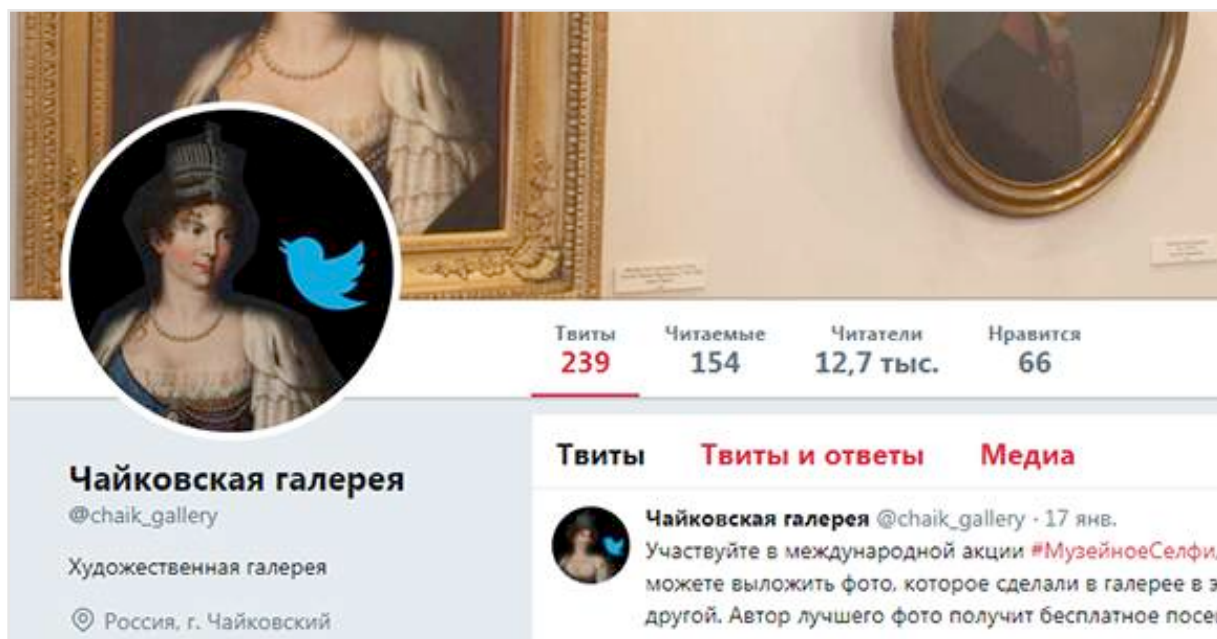 Твиты
239
Читаемые
154
Читатели
12,7 тыс.
Нравится
66
Чайковская галерея
@chaik_gallery
Художественная галерея
Россия, г. Чайковский
Твиты Твиты и ответы Медиа
Чайковская галерея @chaik_gallery · 17 янв.
Участвуйте в международной акции #МузейноеСелфи
можете выложить фото, которое сделали в галерее в
другой. Автор лучшего фото получит бесплатное